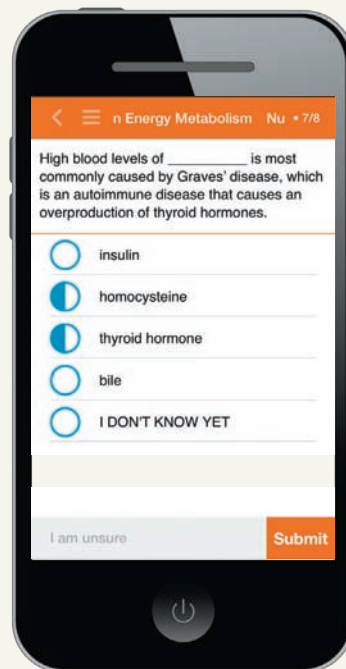 n Energy Metabolism Nu • 7/8
High blood levels of __________ is most
commonly caused by Graves' disease, which
is an autoimmune disease that causes an
overproduction of thyroid hormones.
insulin
homocysteine
thyroid hormone
bile
I DON'T KNOW YET
I am unsure Submit